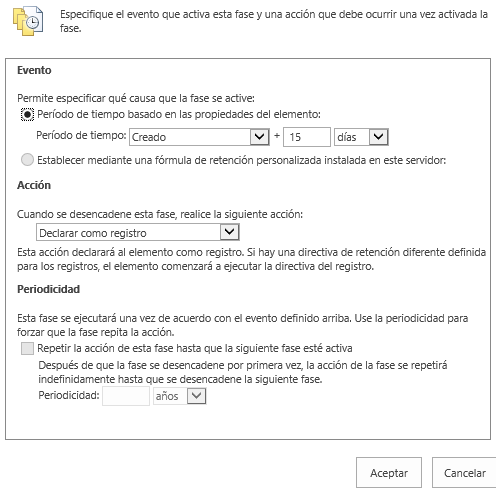 Especifique el evento que activa esta fase y una acción que debe ocurrir una vez activada la
fase.
Evento
Permite especificar qué causa que la fase se active:
Período de tiempo basado en las propiedades del elemento:
Período de tiempo: Creado + 15 días
Establecer mediante una fórmula de retención personalizada instalada en este servidor:
Acción
Cuando se desencadene esta fase, realice la siguiente acción:
Declarar como registro
Esta acción declarará al elemento como registro. Si hay una directiva de retención diferente definida
para los registros, el elemento comenzará a ejecutar la directiva del registro.
Periodicidad
Esta fase se ejecutará una vez de acuerdo con el evento definido arriba. Use la periodicidad para
forzar que la fase repita la acción.
Repetir la acción de esta fase hasta que la siguiente fase esté activa
Después de que la fase se desencadene por primera vez, la acción de la fase se repetirá
indefinidamente hasta que se desencadene la siguiente fase.
Periodicidad: años
Aceptar Cancelar